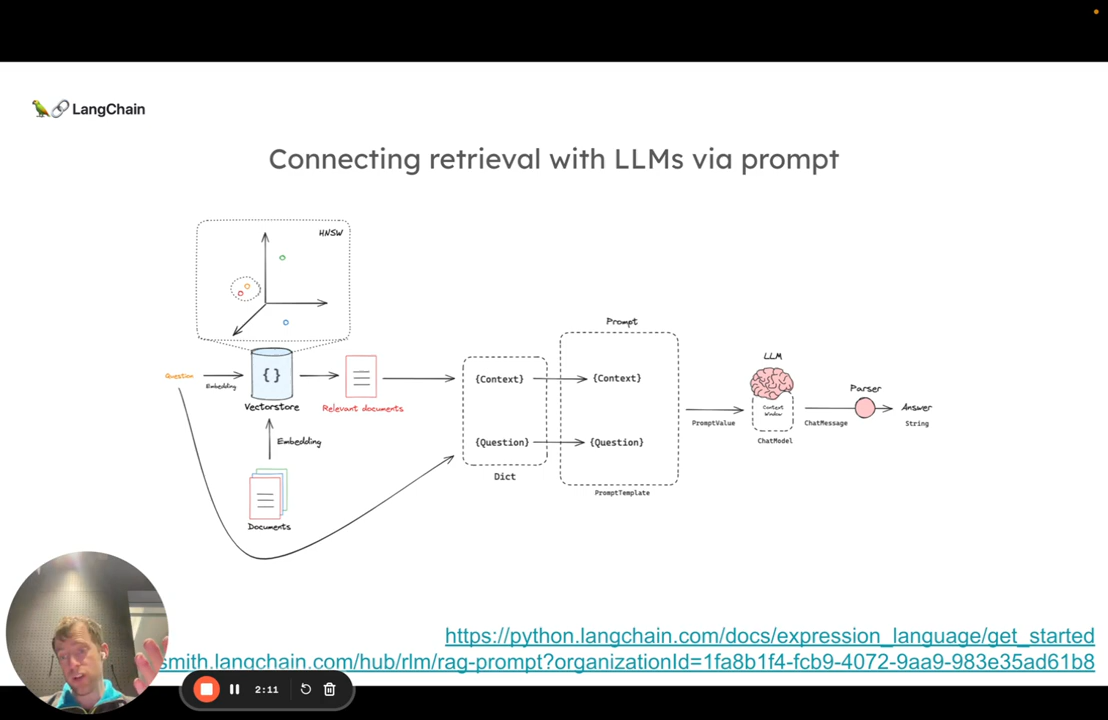 LangChain
Connecting retrieval with LLMs via prompt
HNSW
Question
Embedding
{ }
Vectorstore
Relevant documents
Embedding
Documents
{Context}
{Question}
Dict
Prompt
{Context}
{Question}
PromptTemplate
PromptValue
LLM
Context
Window
ChatModel
ChatMessage
Parser
Answer
String
https://python.langchain.com/docs/expression_language/get_started
smith.langchain.com/hub/rlm/rag-prompt?organizationId=1fa8b1f4-fcb9-4072-9aa9-983e35ad61b8
2:11